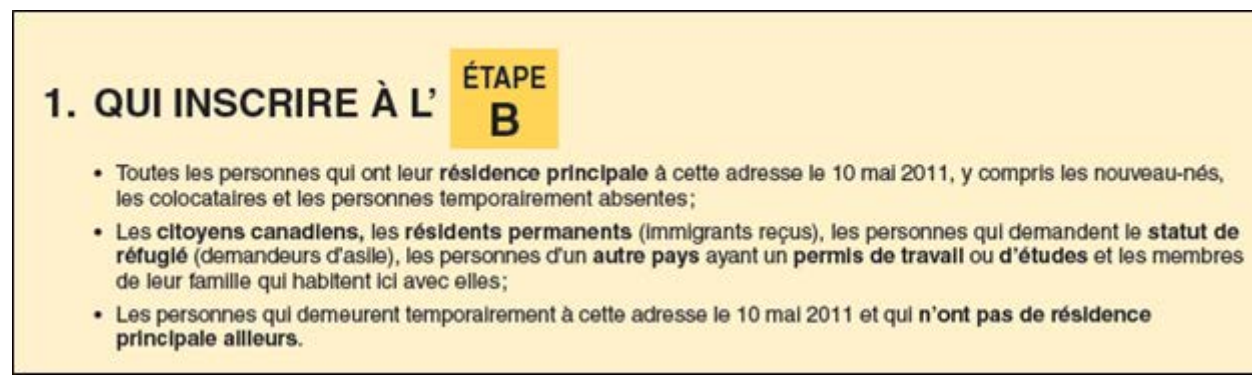 1. QUI INSCRIRE À L' ÉTAPE
B
• Toutes les personnes qui ont leur résidence principale à cette adresse le 10 mai 2011, y compris les nouveau-nés,
les colocataires et les personnes temporairement absentes;
• Les citoyens canadiens, les résidents permanents (immigrants reçus), les personnes qui demandent le statut de
réfugié (demandeurs d'asile), les personnes d'un autre pays ayant un permis de travail ou d'études et les membres
de leur famille qui habitent ici avec elles;
• Les personnes qui demeurent temporairement à cette adresse le 10 mai 2011 et qui n'ont pas de résidence
principale ailleurs.